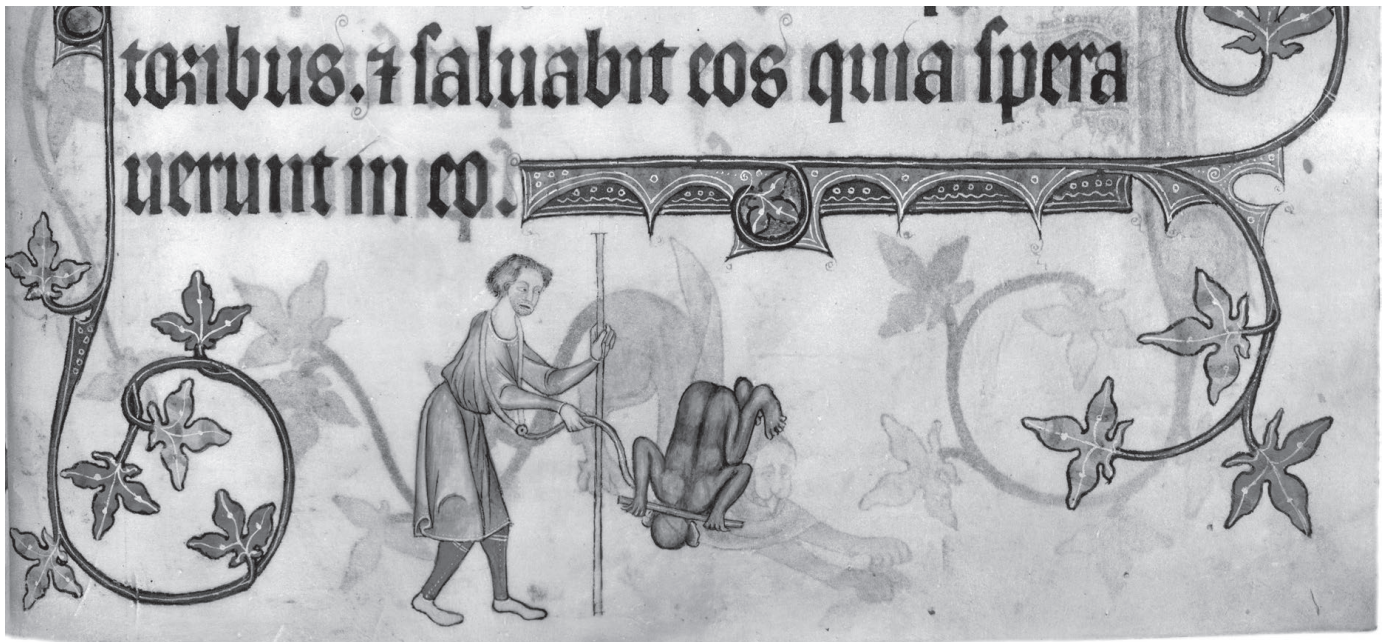 toribus. ⁊ saluabit eos quia spera
uerunt in eo.